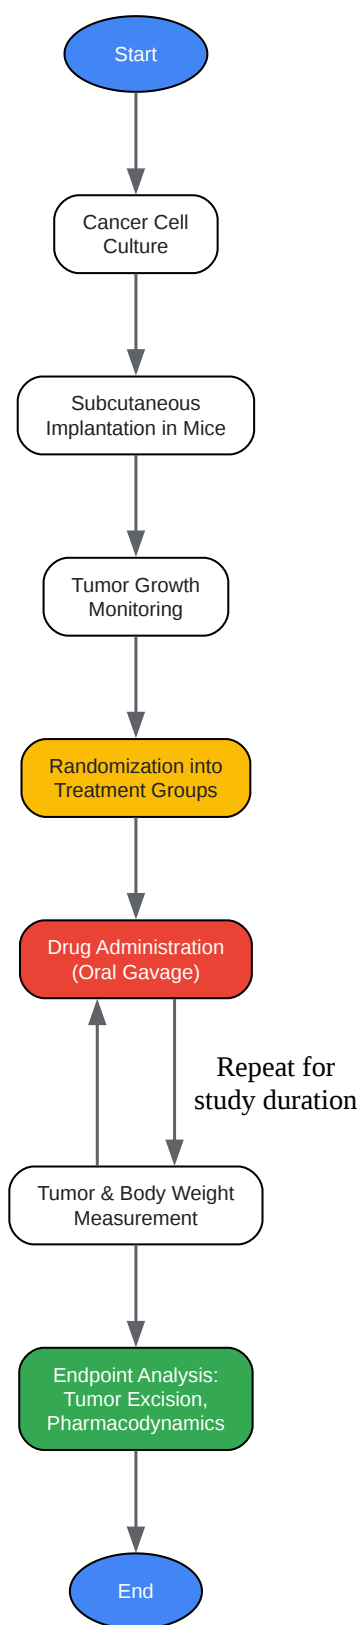 Start
Cancer Cell
Culture
Subcutaneous
Implantation in Mice
Tumor Growth
Monitoring
Randomization into
Treatment Groups
Drug Administration
(Oral Gavage)
Repeat for
study duration
Tumor & Body Weight
Measurement
Endpoint Analysis:
Tumor Excision,
Pharmacodynamics
End